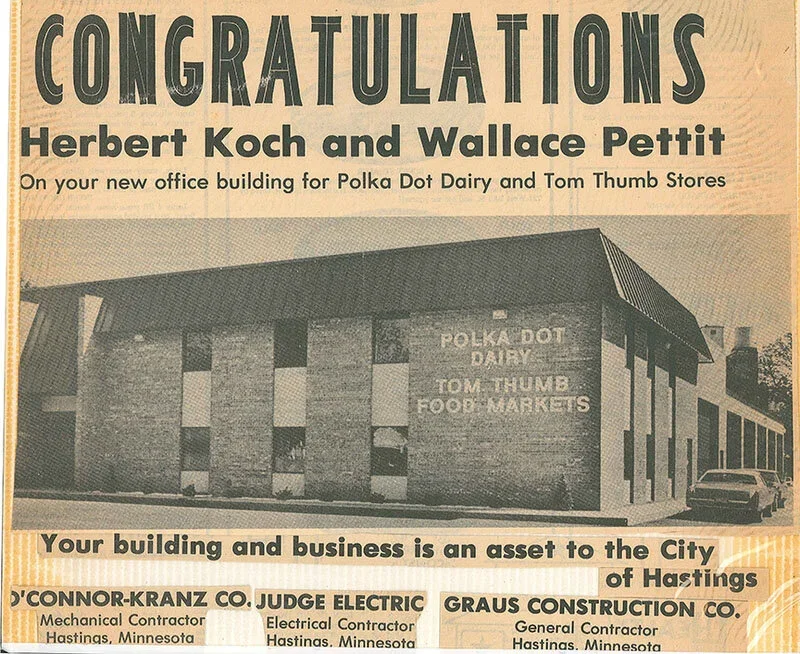 CONGRATULATIONS
Herbert Koch and Wallace Pettit
On your new office building for Polka Dot Dairy and Tom Thumb Stores
POLKA DOT
DAIRY
TOM THUMB
FOOD MARKETS
Your building and business is an asset to the City
of Hastings
O'CONNOR-KRANZ CO.
Mechanical Contractor
Hastings, Minnesota
JUDGE ELECTRIC
Electrical Contractor
Hastings, Minnesota
GRAUS CONSTRUCTION CO.
General Contractor
Hastings, Minnesota